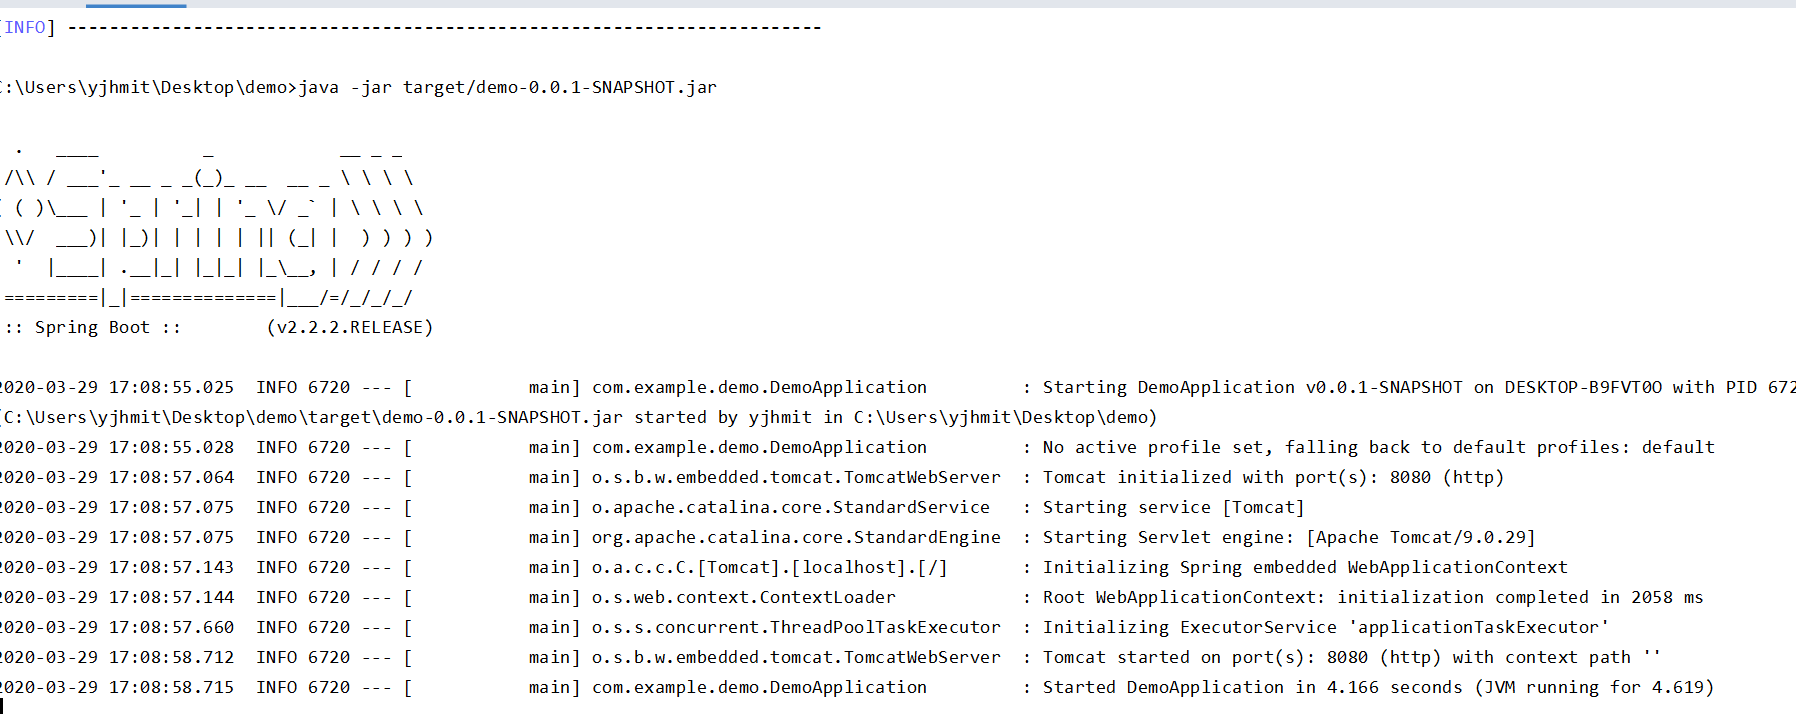 [INFO] ------------------------------------------------------------------------
C:\Users\yjhmit\Desktop\demo>java -jar target/demo-0.0.1-SNAPSHOT.jar
  .   ____          _            __ _ _
 /\\ / ___'_ __ _ _(_)_ __  __ _ \ \ \ \
( ( )\___ | '_ | '_| | '_ \/ _` | \ \ \ \
 \\/  ___)| |_)| | | | | || (_| |  ) ) ) )
  '  |____| .__|_| |_|_| |_\__, | / / / /
 =========|_|==============|___/=/_/_/_/
 :: Spring Boot ::        (v2.2.2.RELEASE)
2020-03-29 17:08:55.025  INFO 6720 --- [           main] com.example.demo.DemoApplication         : Starting DemoApplication v0.0.1-SNAPSHOT on DESKTOP-B9FVT0O with PID 672
(C:\Users\yjhmit\Desktop\demo\target\demo-0.0.1-SNAPSHOT.jar started by yjhmit in C:\Users\yjhmit\Desktop\demo)
2020-03-29 17:08:55.028  INFO 6720 --- [           main] com.example.demo.DemoApplication         : No active profile set, falling back to default profiles: default
2020-03-29 17:08:57.064  INFO 6720 --- [           main] o.s.b.w.embedded.tomcat.TomcatWebServer  : Tomcat initialized with port(s): 8080 (http)
2020-03-29 17:08:57.075  INFO 6720 --- [           main] o.apache.catalina.core.StandardService   : Starting service [Tomcat]
2020-03-29 17:08:57.075  INFO 6720 --- [           main] org.apache.catalina.core.StandardEngine  : Starting Servlet engine: [Apache Tomcat/9.0.29]
2020-03-29 17:08:57.143  INFO 6720 --- [           main] o.a.c.c.C.[Tomcat].[localhost].[/]       : Initializing Spring embedded WebApplicationContext
2020-03-29 17:08:57.144  INFO 6720 --- [           main] o.s.web.context.ContextLoader            : Root WebApplicationContext: initialization completed in 2058 ms
2020-03-29 17:08:57.660  INFO 6720 --- [           main] o.s.s.concurrent.ThreadPoolTaskExecutor  : Initializing ExecutorService 'applicationTaskExecutor'
2020-03-29 17:08:58.712  INFO 6720 --- [           main] o.s.b.w.embedded.tomcat.TomcatWebServer  : Tomcat started on port(s): 8080 (http) with context path ''
2020-03-29 17:08:58.715  INFO 6720 --- [           main] com.example.demo.DemoApplication         : Started DemoApplication in 4.166 seconds (JVM running for 4.619)